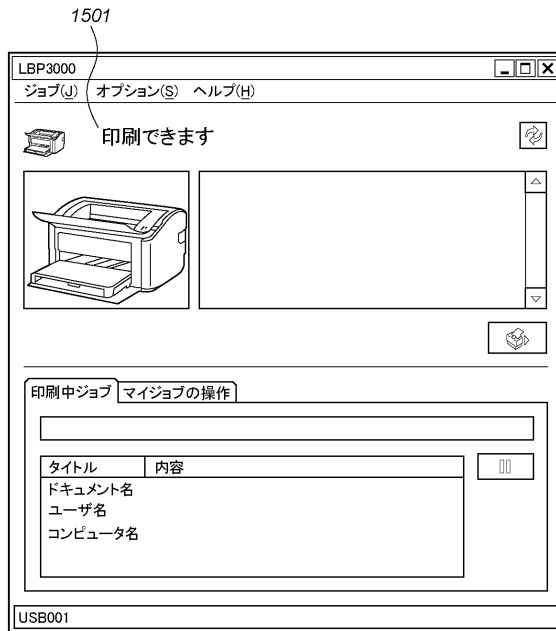 1501
LBP3000
ジョブ(J) オプション(S) ヘルプ(H)
印刷できます
印刷中ジョブ マイジョブの操作
タイトル 内容
ドキュメント名
ユーザ名
コンピュータ名
USB001